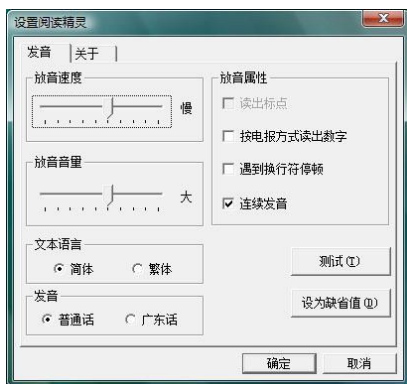 设置阅读精灵
发音 关于
放音速度
慢
放音音量
大
文本语言
简体 繁体
发音
普通话 广东话
放音属性
读出标点
按电报方式读出数字
遇到换行符停顿
连续发音
测试(T)
设为缺省值(D)
确定 取消